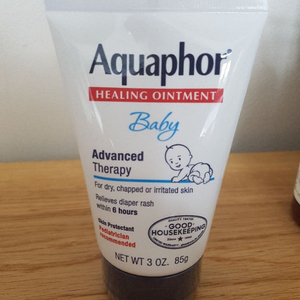 Aquaphor
HEALING OINTMENT
Baby
Advanced
Therapy
For dry, chapped or irritated skin
Relieves diaper rash
within 6 hours
Skin Protectant
Pediatrician
recommended
GOOD
HOUSEKEEPING
NET WT 3 OZ. 85g